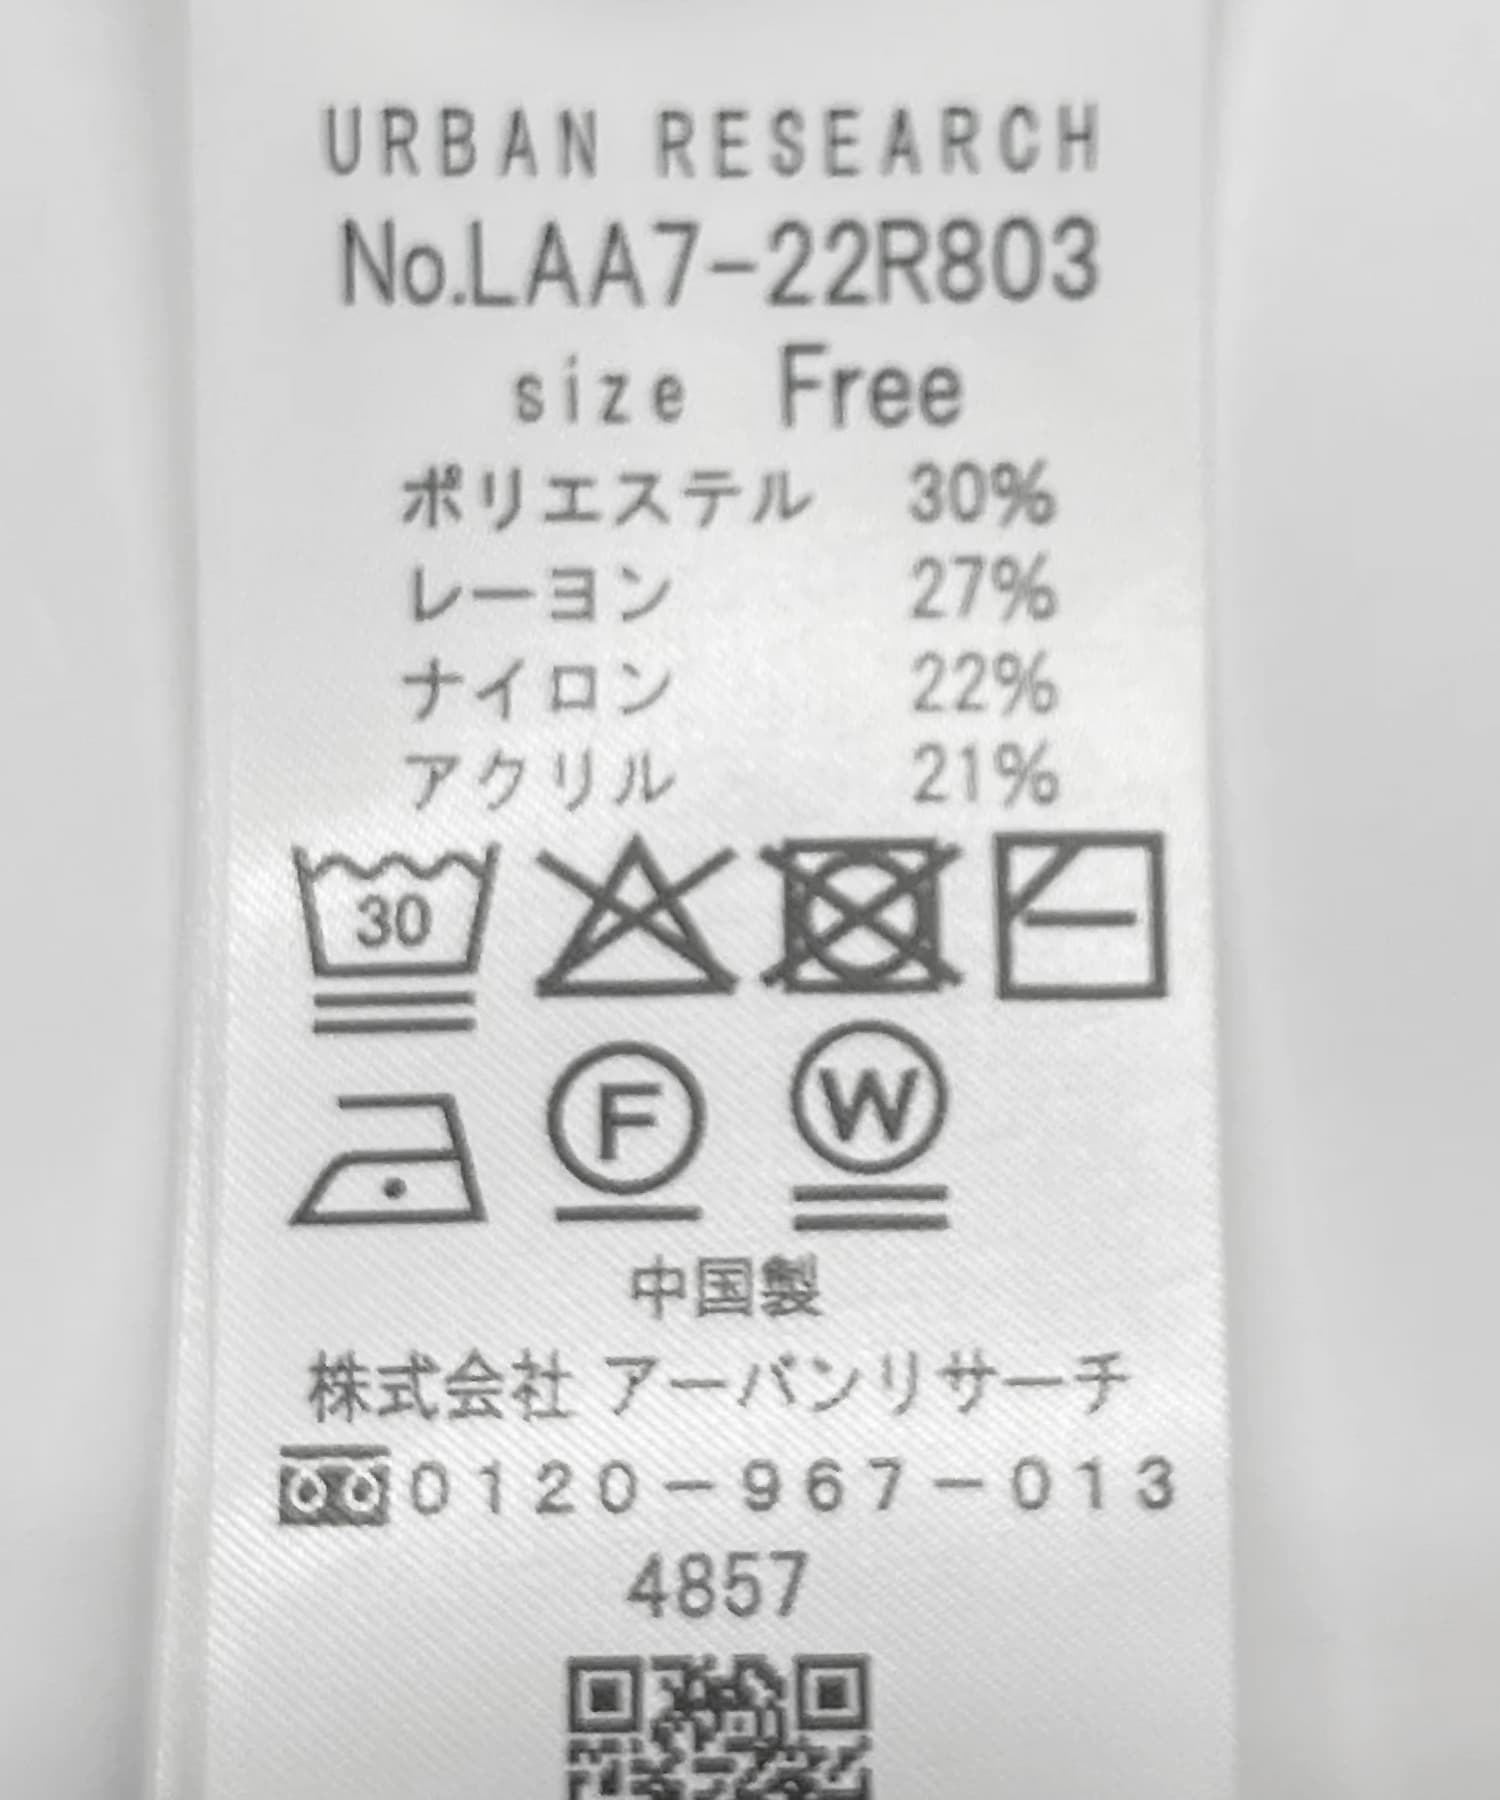 URBAN RESEARCH
No.LAA7-22R803
size Free
ポリエステル 30%
レーヨン 27%
ナイロン 22%
アクリル 21%
30
F W
中国製
株式会社 アーバンリサーチ
0120-967-013
4857